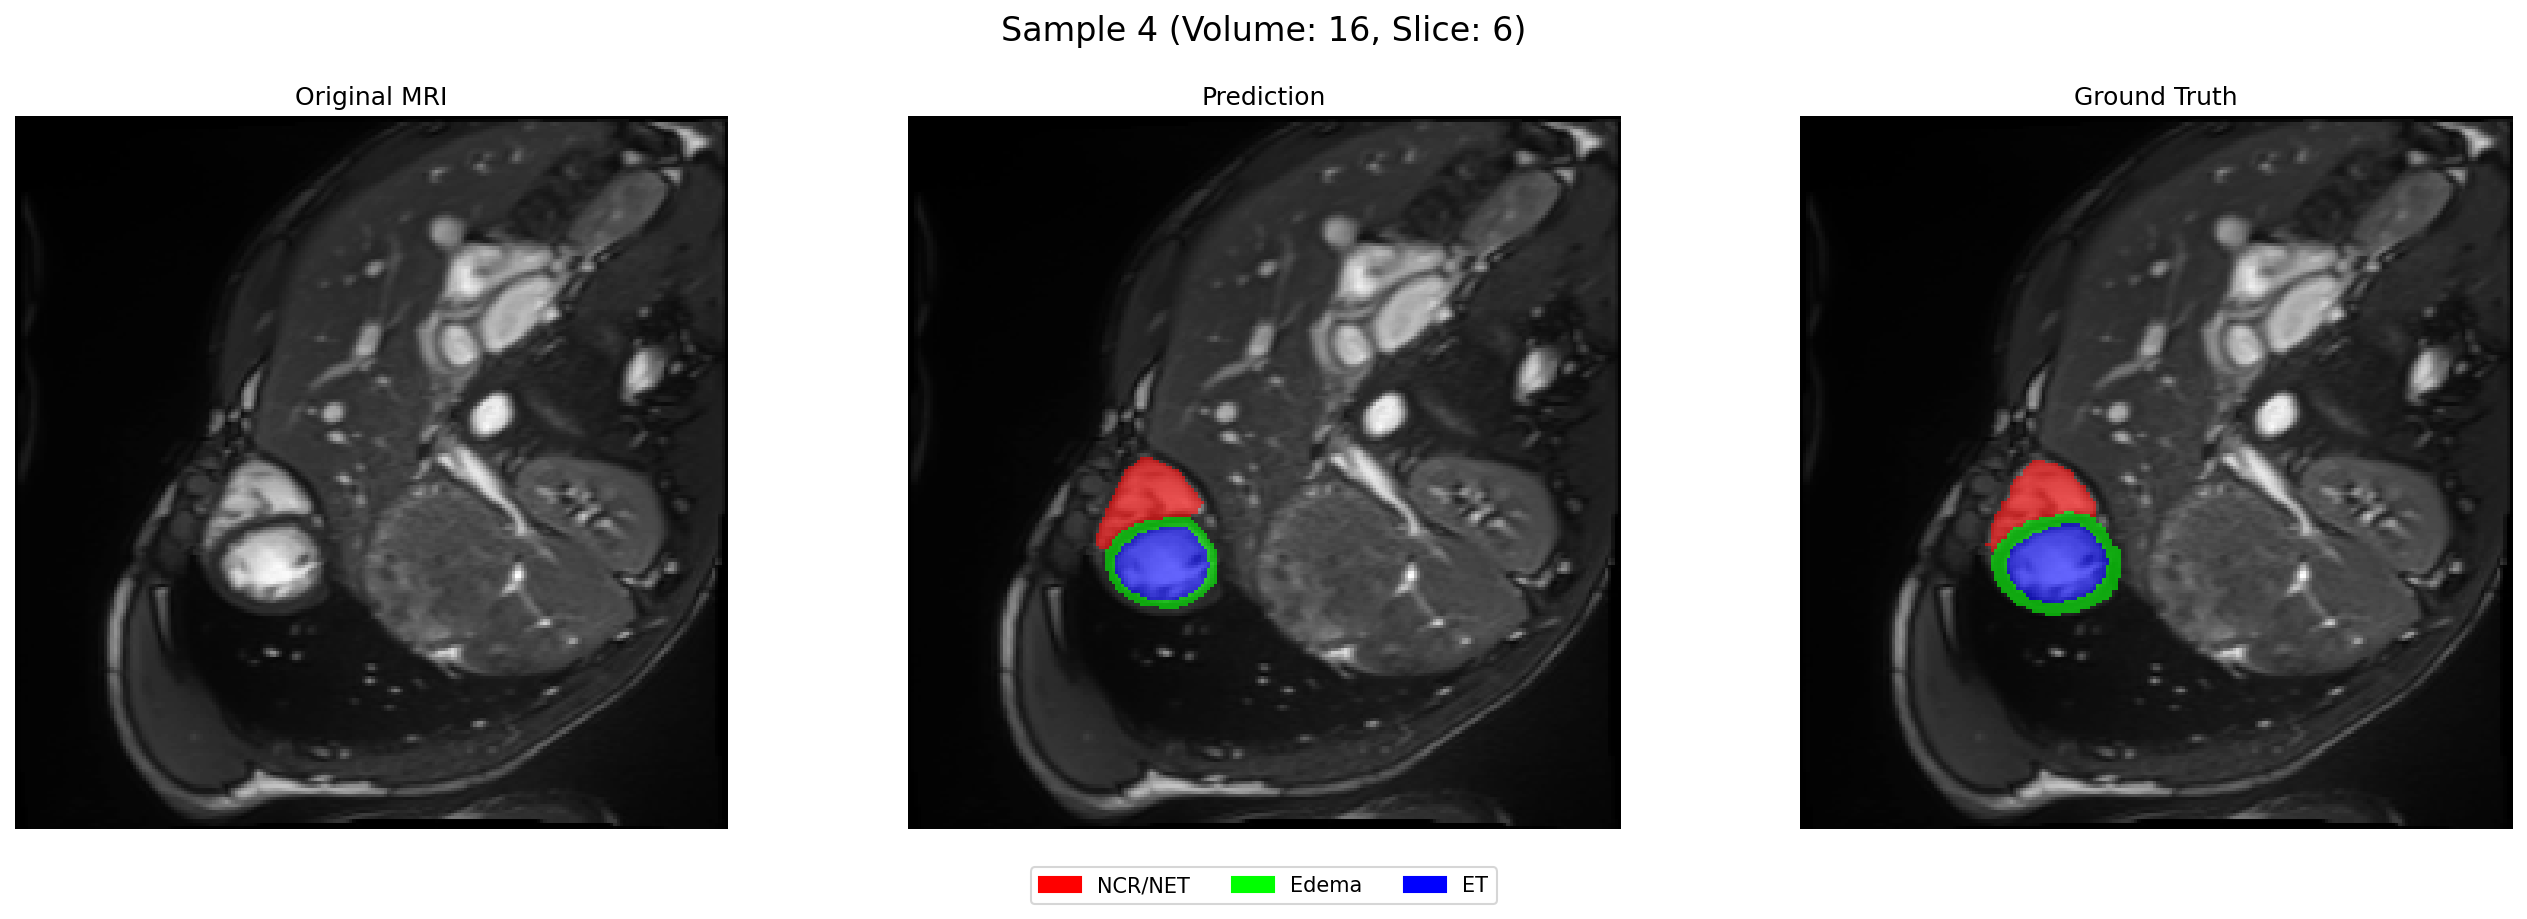 Sample 4 (Volume: 16, Slice: 6)
Original MRI
Prediction
Ground Truth
NCR/NET
Edema
ET